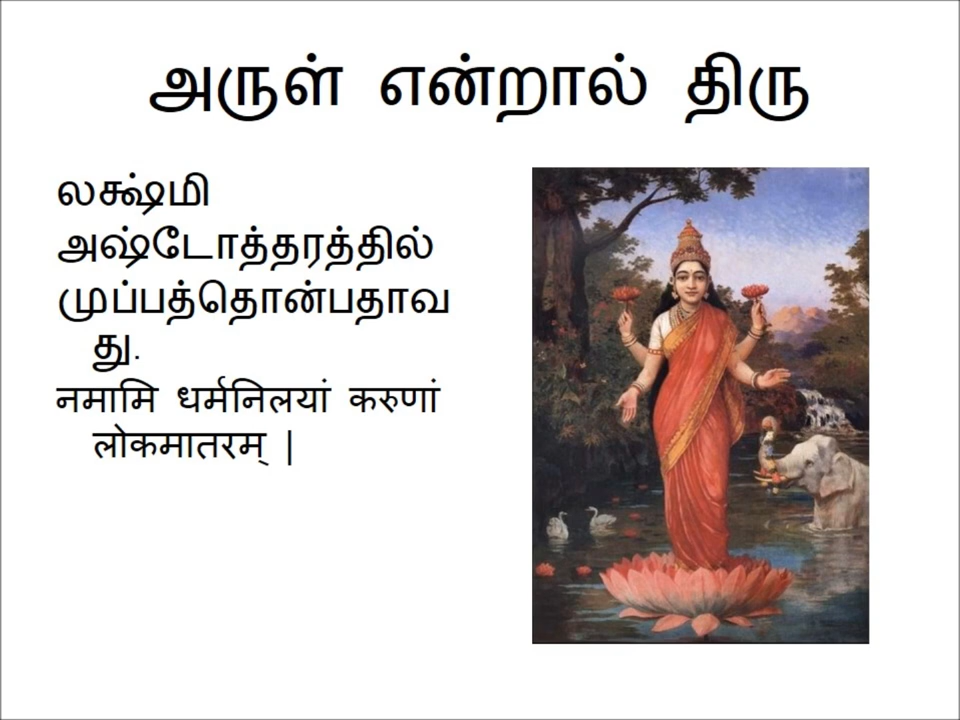 அருள் என்றால் திரு
லக்ஷ்மி
அஷ்டோத்தரத்தில்
முப்பத்தொன்பதாவ
து.
नमामि धर्मनिलयां करुणां
लोकमातरम् |